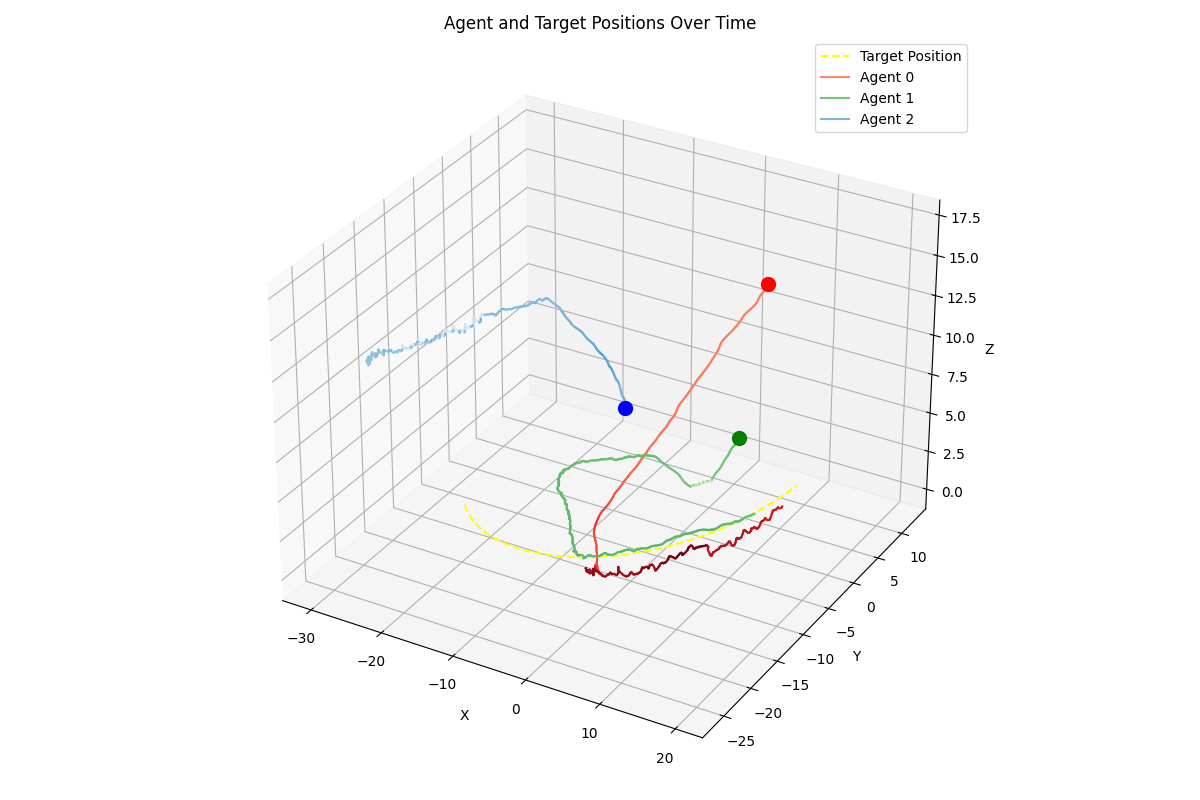 Agent and Target Positions Over Time
Target Position
Agent 0
Agent 1
Agent 2
17.5
15.0
12.5
10.0
7.5
5.0
2.5
0.0
Z
10
5
0
−5
−10
−15
−20
−25
Y
−30
−20
−10
0
10
20
X